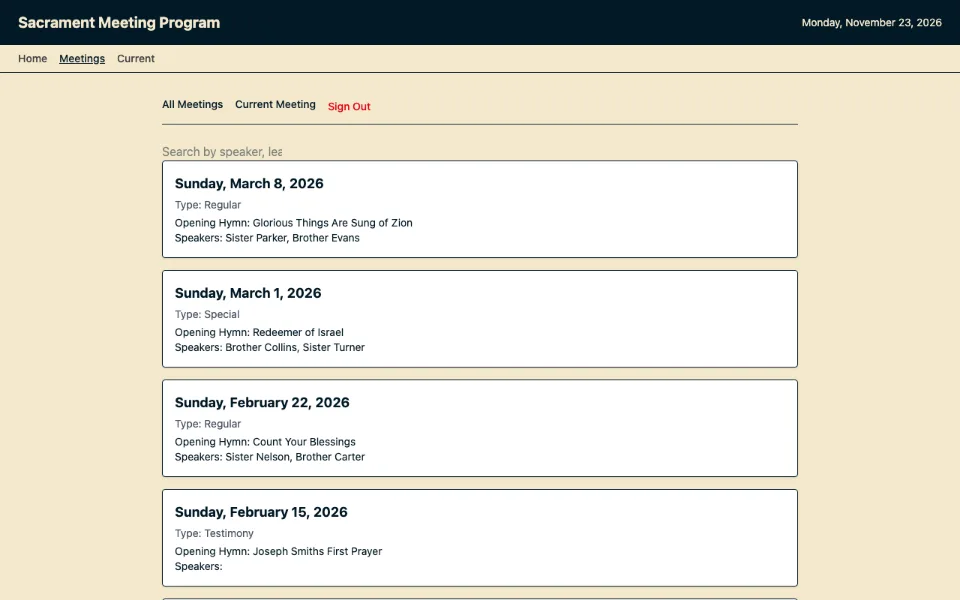 Sacrament Meeting Program
Monday, November 23, 2026
Home Meetings Current
All Meetings Current Meeting Sign Out
Search by speaker, lea
Sunday, March 8, 2026
Type: Regular
Opening Hymn: Glorious Things Are Sung of Zion
Speakers: Sister Parker, Brother Evans
Sunday, March 1, 2026
Type: Special
Opening Hymn: Redeemer of Israel
Speakers: Brother Collins, Sister Turner
Sunday, February 22, 2026
Type: Regular
Opening Hymn: Count Your Blessings
Speakers: Sister Nelson, Brother Carter
Sunday, February 15, 2026
Type: Testimony
Opening Hymn: Joseph Smiths First Prayer
Speakers: